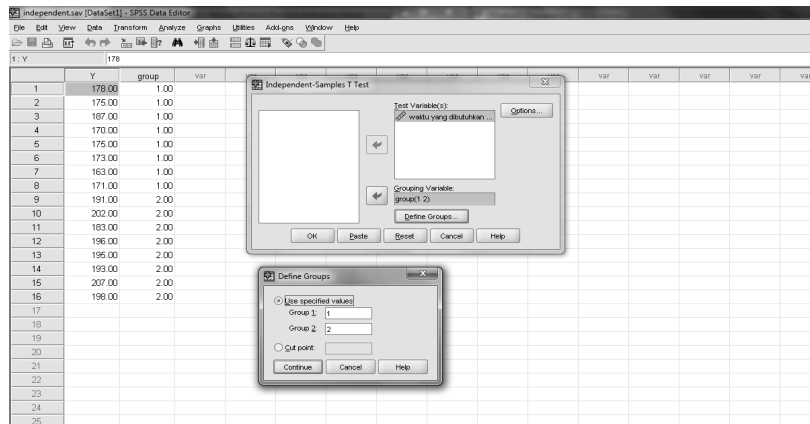 independent.sav [DataSet1] - SPSS Data Editor
File Edit View Data Transform Analyze Graphs Utilities Add-ons Window Help
1 : Y 178
Y group var var var var var
1 178.00 1.00
2 175.00 1.00
3 187.00 1.00
4 170.00 1.00
5 175.00 1.00
6 173.00 1.00
7 163.00 1.00
8 171.00 1.00
9 191.00 2.00
10 202.00 2.00
11 183.00 2.00
12 196.00 2.00
13 195.00 2.00
14 193.00 2.00
15 207.00 2.00
16 198.00 2.00
17
18
19
20
21
22
23
24
25
Independent-Samples T Test
Test Variable(s):
waktu yang dibutuhkan ...
Options...
Grouping Variable:
group(1 2)
Define Groups...
OK Paste Reset Cancel Help
Define Groups
Use specified values
Group 1: 1
Group 2: 2
Cut point:
Continue Cancel Help